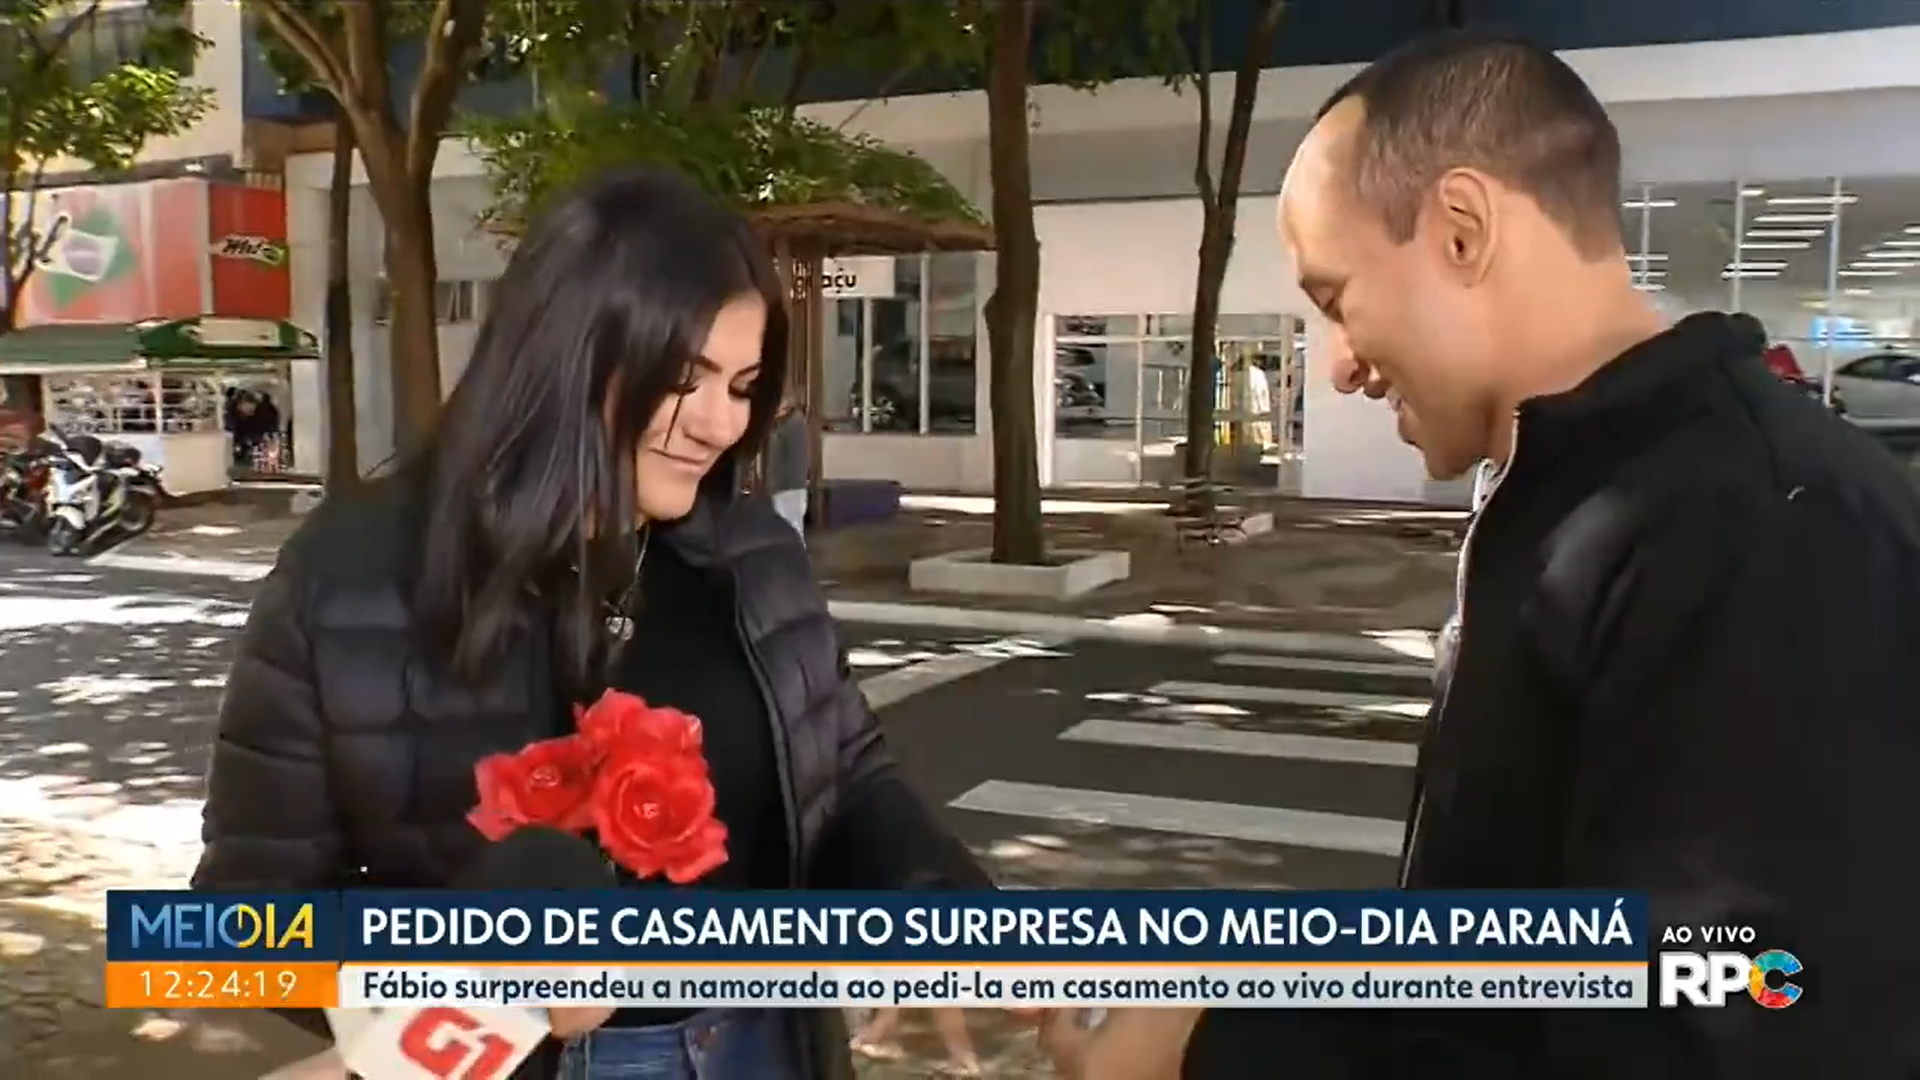 MEIODIA
PEDIDO DE CASAMENTO SURPRESA NO MEIO-DIA PARANÁ
12:24:19
Fábio surpreendeu a namorada ao pedi-la em casamento ao vivo durante entrevista
AO VIVO
RPC
G1